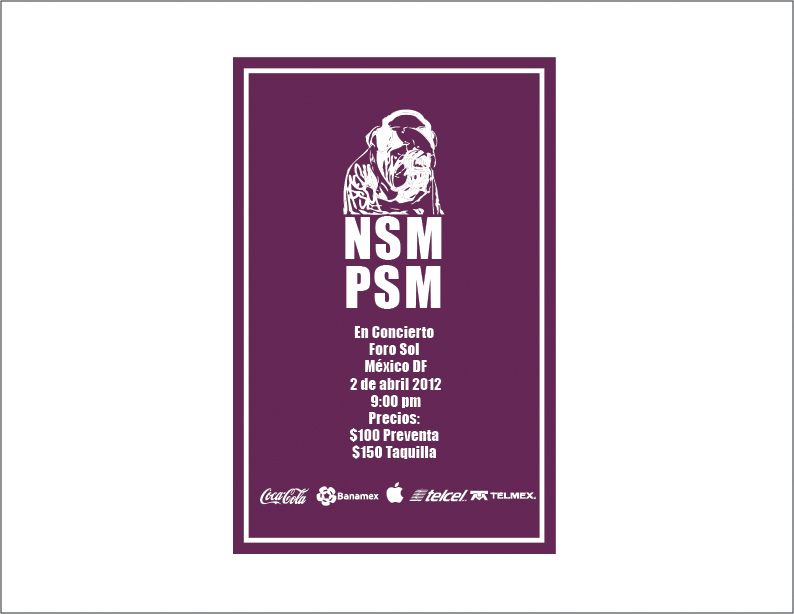 NSM
PSM
En Concierto
Foro Sol
México DF
2 de abril 2012
9:00 pm
Precios:
$100 Preventa
$150 Taquilla
Coca-Cola Banamex telcel TELMEX.